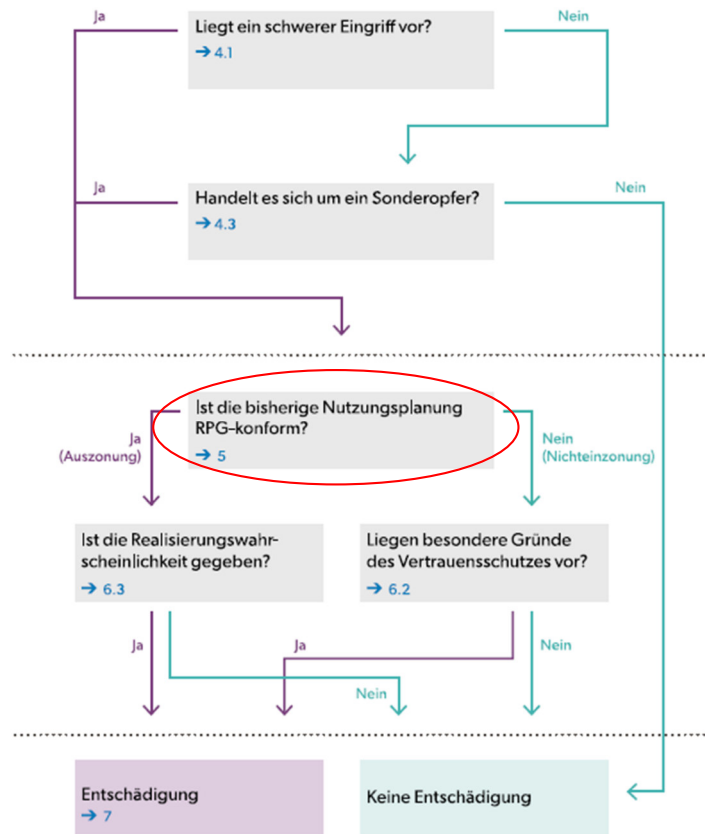 Ja
Liegt ein schwerer Eingriff vor?
Nein
→ 4.1
Ja
Handelt es sich um ein Sonderopfer?
Nein
→ 4.3
Ist die bisherige Nutzungsplanung
RPG-konform?
→ 5
Ja
(Auszonung)
Nein
(Nichteinzonung)
Ist die Realisierungswahr-
scheinlichkeit gegeben?
→ 6.3
Liegen besondere Gründe
des Vertrauensschutzes vor?
→ 6.2
Ja
Ja
Nein
Nein
Entschädigung
→ 7
Keine Entschädigung